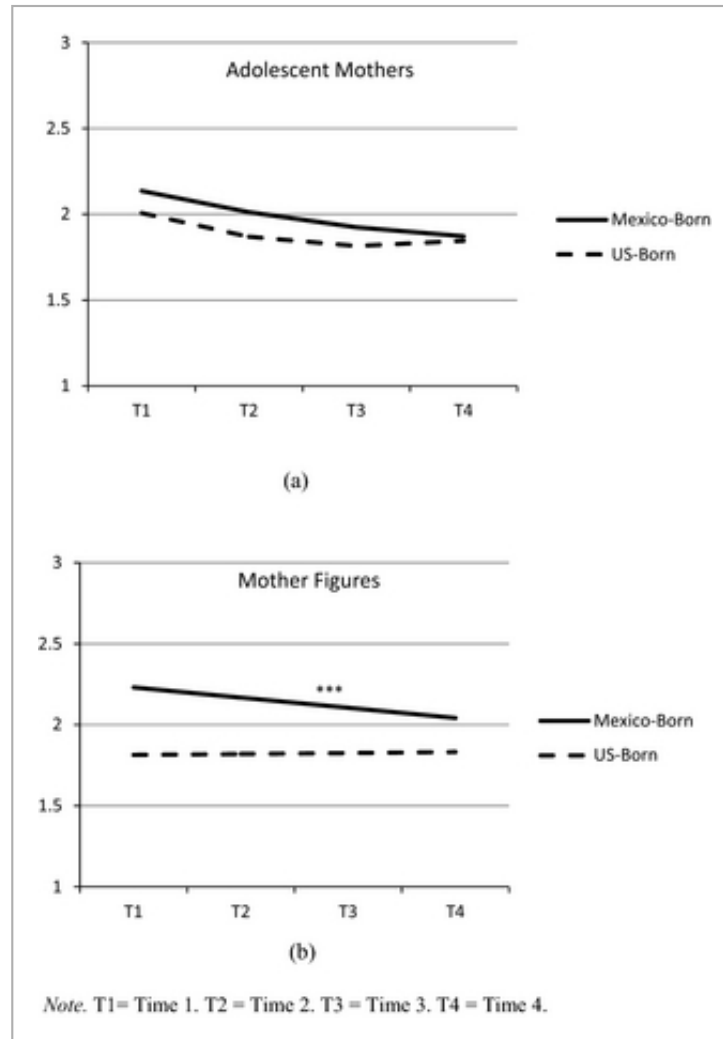 Adolescent Mothers
3
2.5
2
1.5
1
T1 T2 T3 T4
Mexico-Born
US-Born
(a)
Mother Figures
3
2.5
2
1.5
1
***
T1 T2 T3 T4
Mexico-Born
US-Born
(b)
Note. T1= Time 1. T2 = Time 2. T3 = Time 3. T4 = Time 4.